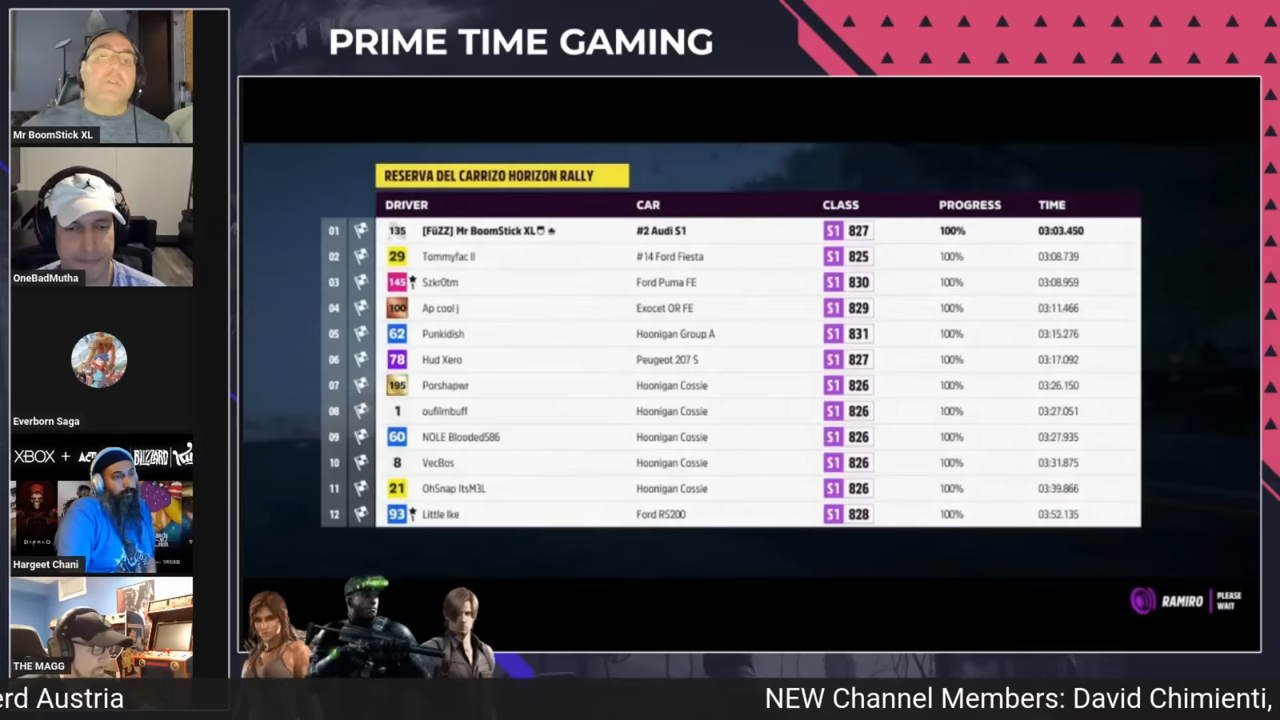 PRIME TIME GAMING
Mr BoomStick XL
OneBadMutha
Everborn Saga
XBOX + BLIZZARD
DIABLO
Hargeet Chani
THE MAGG
RESERVA DEL CARRIZO HORIZON RALLY
DRIVER CAR CLASS PROGRESS TIME
01 135 [FüZZ] Mr BoomStick XL #2 Audi S1 S1 827 100% 03:03.450
02 29 Tommyfac II #14 Ford Fiesta S1 825 100% 03:08.739
03 145 Szkr0tm Ford Puma FE S1 830 100% 03:08.959
04 100 Ap cool j Exocet OR FE S1 829 100% 03:11.466
05 62 Punkidish Hoonigan Group A S1 831 100% 03:15.276
06 78 Hud Xero Peugeot 207 S S1 827 100% 03:17.092
07 195 Porshapwr Hoonigan Cossie S1 826 100% 03:26.150
08 1 oufilmbuff Hoonigan Cossie S1 826 100% 03:27.051
09 60 NOLE Blooded586 Hoonigan Cossie S1 826 100% 03:27.935
10 8 VecBos Hoonigan Cossie S1 826 100% 03:31.875
11 21 OhSnap ItsM3L Hoonigan Cossie S1 826 100% 03:39.866
12 93 Little Ike Ford RS200 S1 828 100% 03:52.135
RAMIRO PLEASE WAIT
erd Austria NEW Channel Members: David Chimienti,